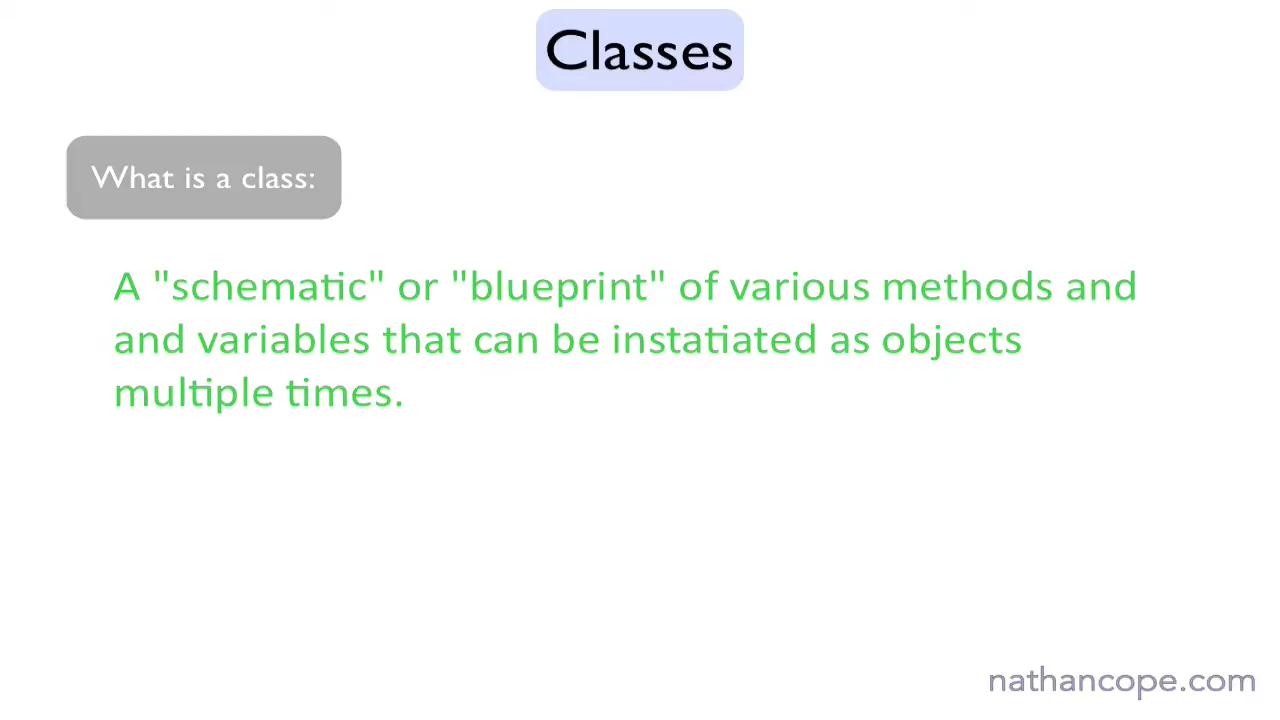 Classes
What is a class:
A "schematic" or "blueprint" of various methods and
and variables that can be instatiated as objects
multiple times.
nathancope.com